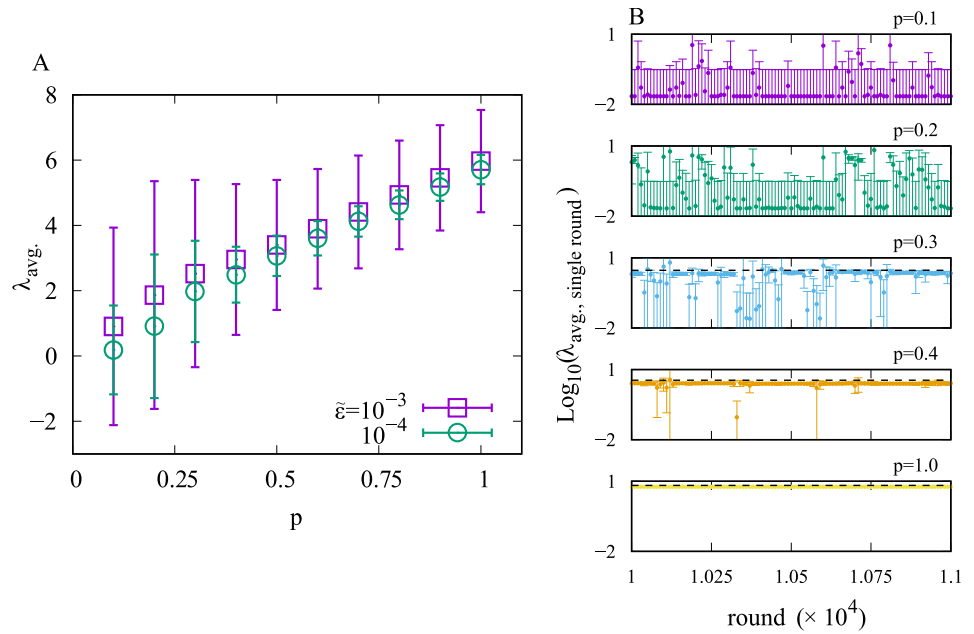 A
8
6
4
2
0
−2
λavg.
0
0.25
0.5
0.75
1
p
ε̃=10⁻³
10⁻⁴
B
p=0.1
1
−2
p=0.2
1
−2
p=0.3
1
−2
p=0.4
1
−2
p=1.0
1
−2
Log₁₀(λavg., single round)
1
1.025
1.05
1.075
1.1
round (× 10⁴)